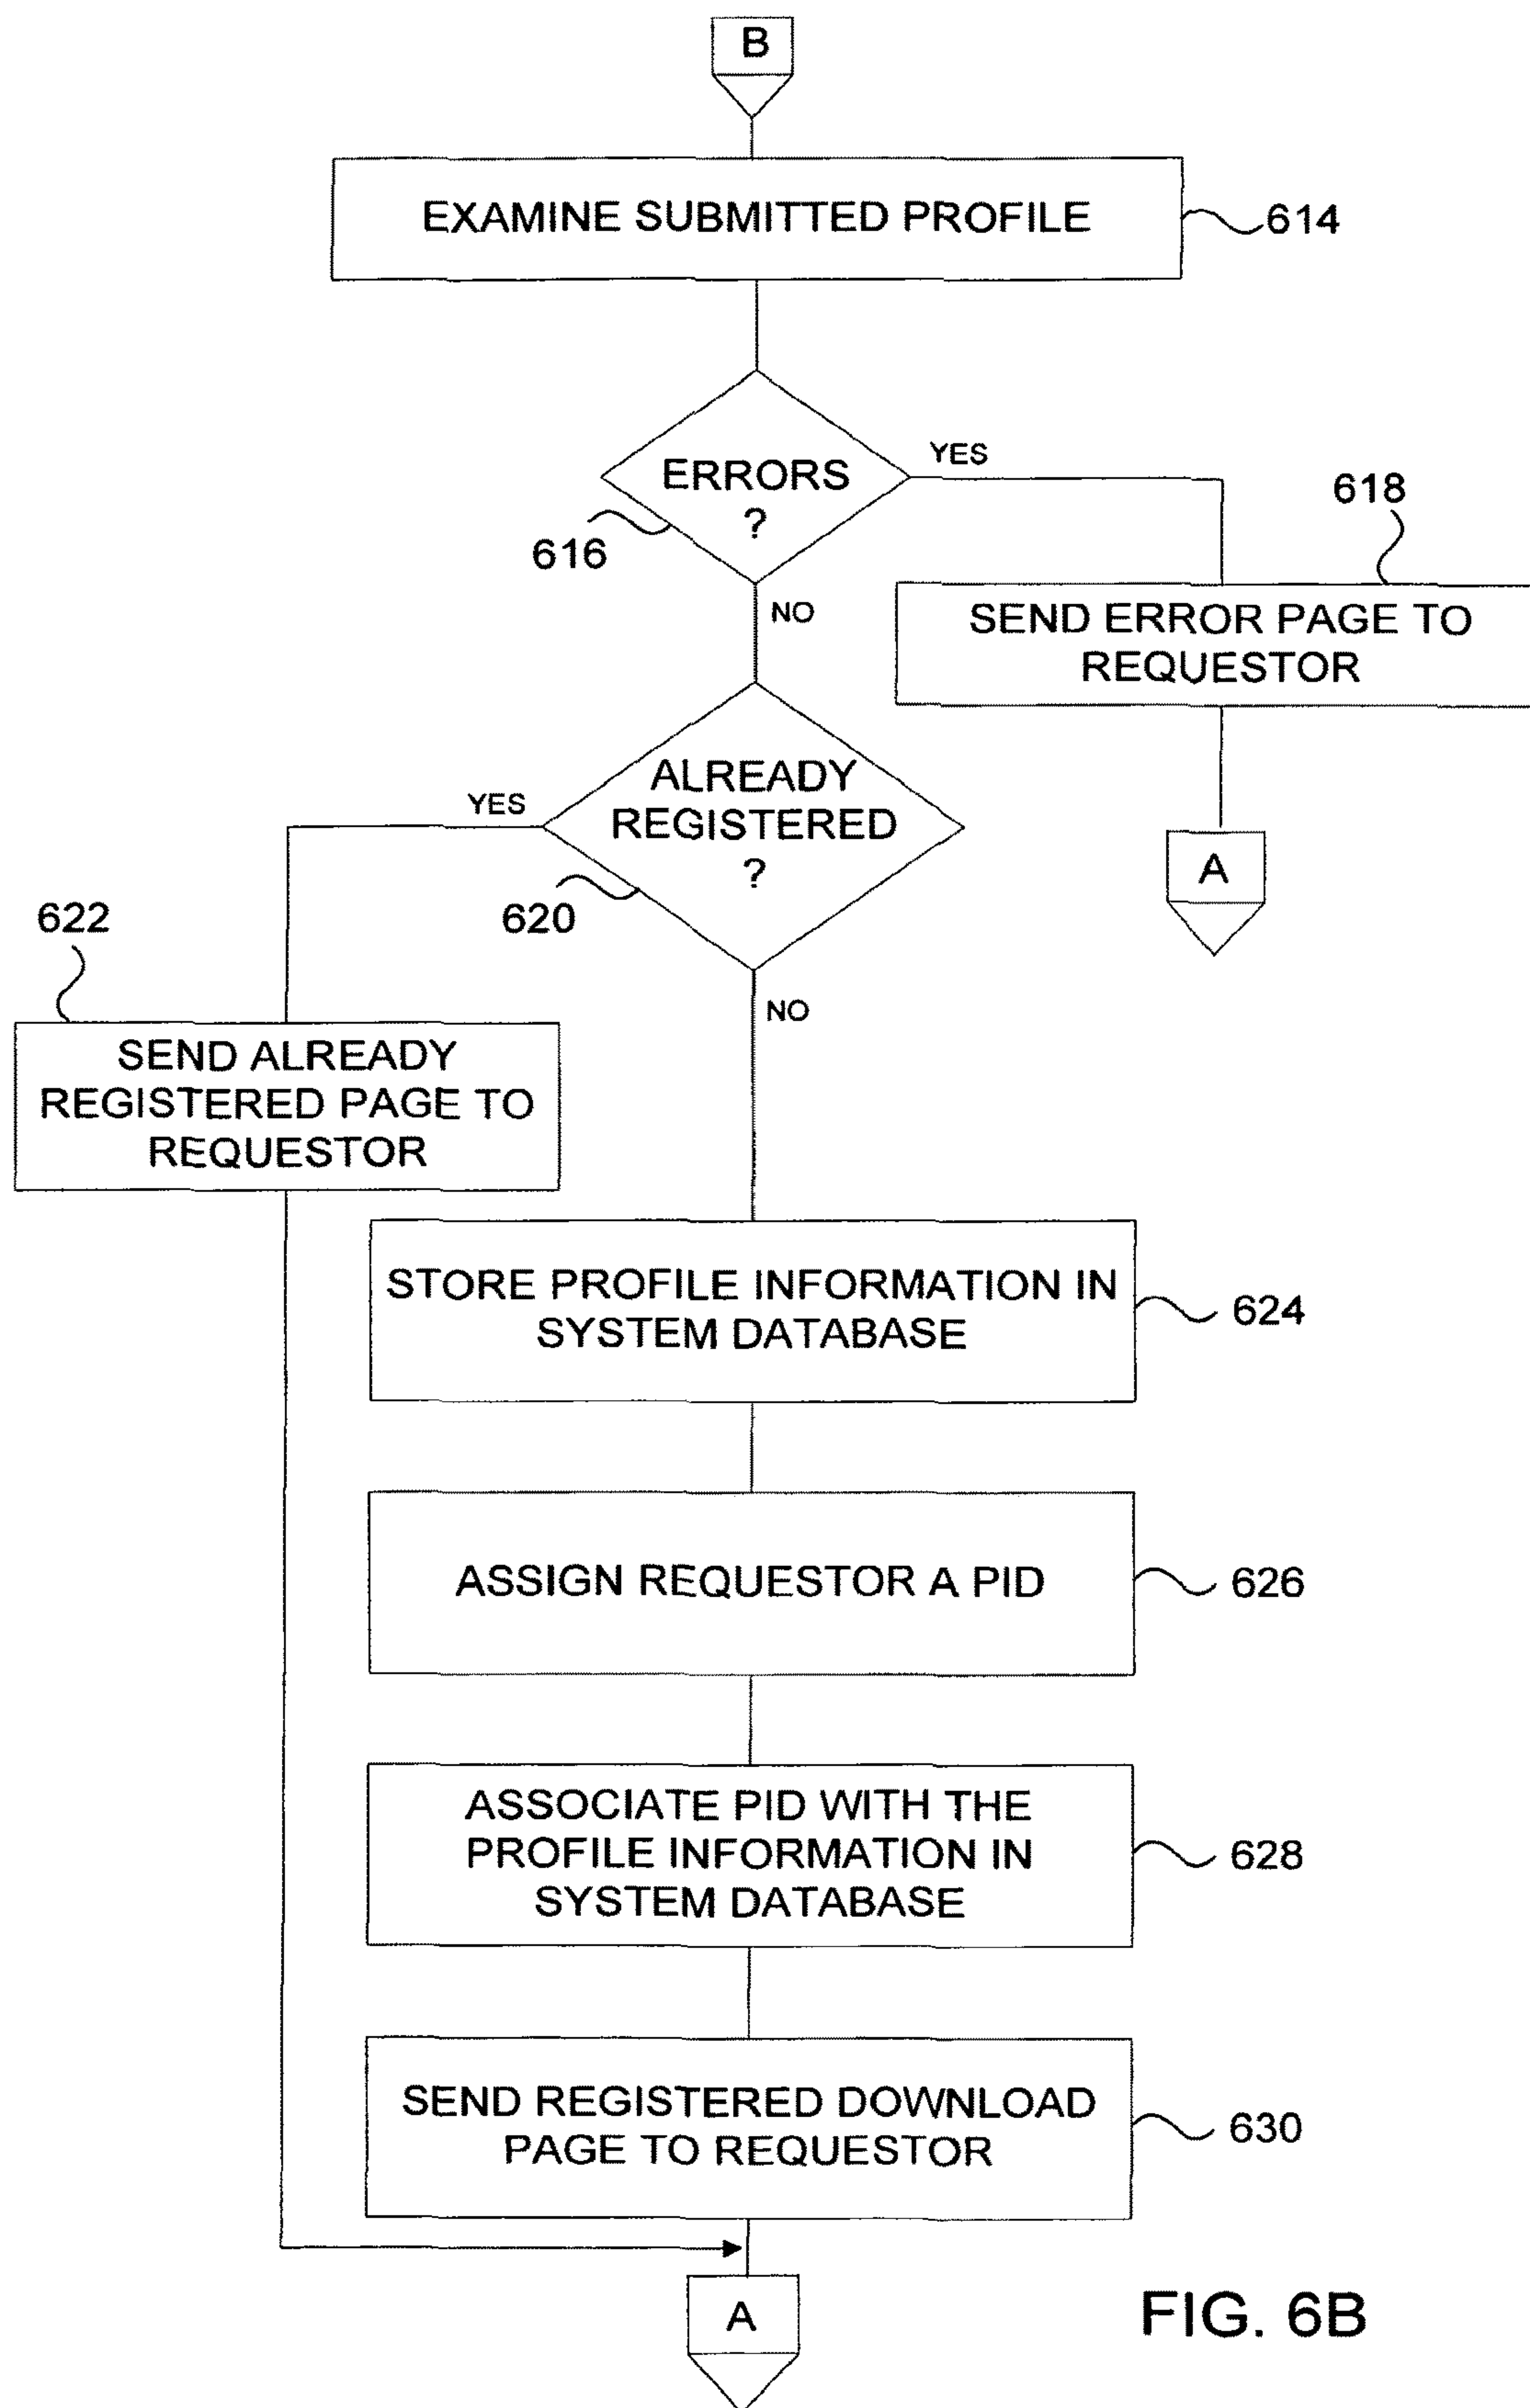 B
EXAMINE SUBMITTED PROFILE
614
ERRORS
?
YES
616
618
NO
SEND ERROR PAGE TO
REQUESTOR
ALREADY
REGISTERED
?
YES
A
622
620
NO
SEND ALREADY
REGISTERED PAGE TO
REQUESTOR
STORE PROFILE INFORMATION IN
SYSTEM DATABASE
624
ASSIGN REQUESTOR A PID
626
ASSOCIATE PID WITH THE
PROFILE INFORMATION IN
SYSTEM DATABASE
628
SEND REGISTERED DOWNLOAD
PAGE TO REQUESTOR
630
A
FIG. 6B